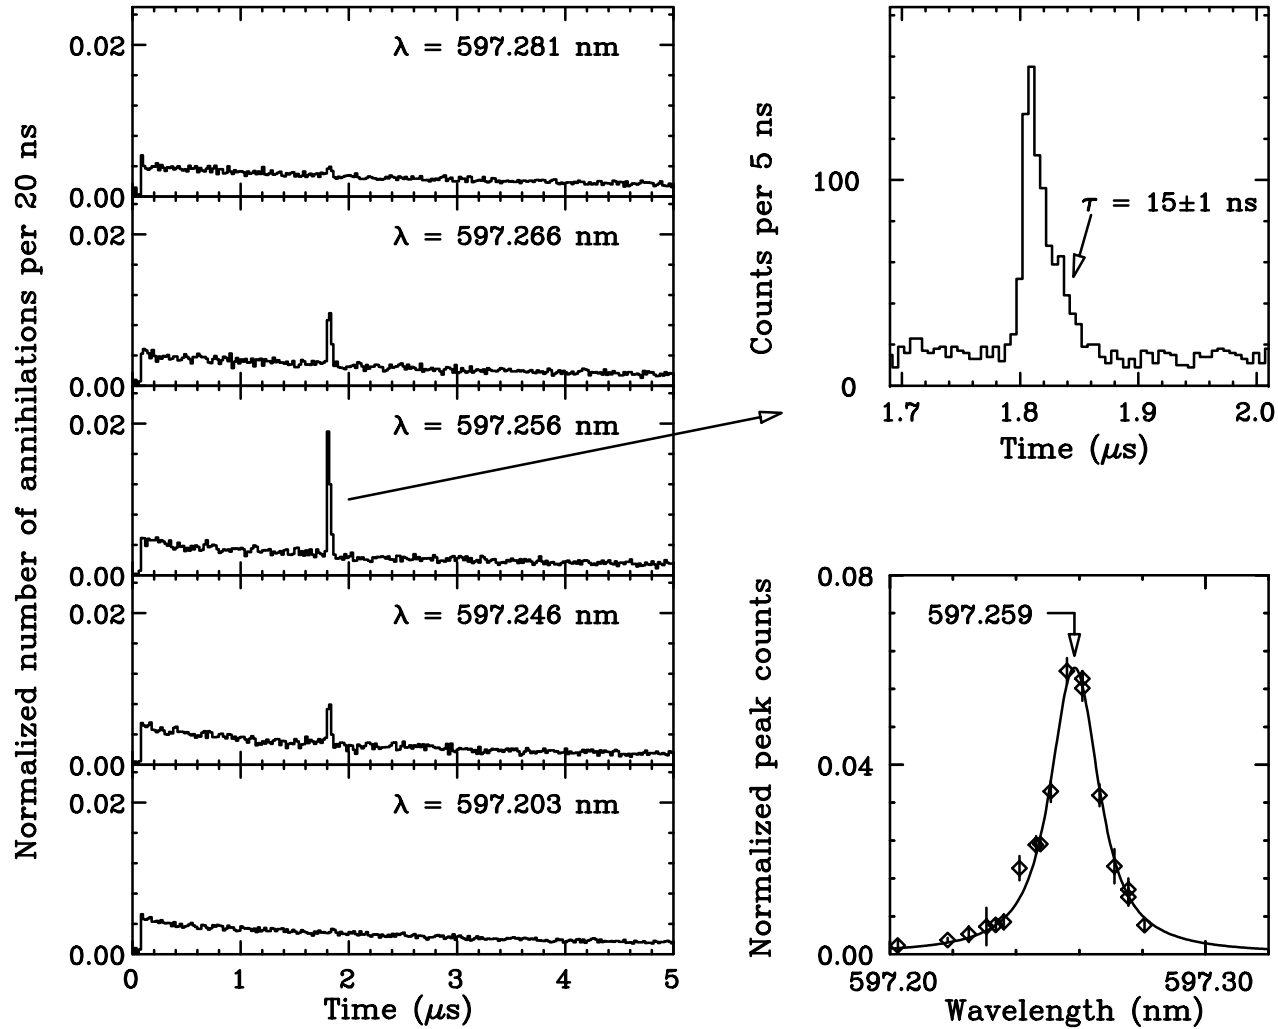 Normalized number of annihilations per 20 ns
0.02
λ = 597.281 nm
0.00
0.02
λ = 597.266 nm
0.00
0.02
λ = 597.256 nm
0.00
0.02
λ = 597.246 nm
0.00
0.02
λ = 597.203 nm
0.00
0 1 2 3 4 5
Time (μs)
Counts per 5 ns
100
τ = 15±1 ns
0
1.7 1.8 1.9 2.0
Time (μs)
Normalized peak counts
0.08
597.259
0.04
0.00
597.20 597.30
Wavelength (nm)